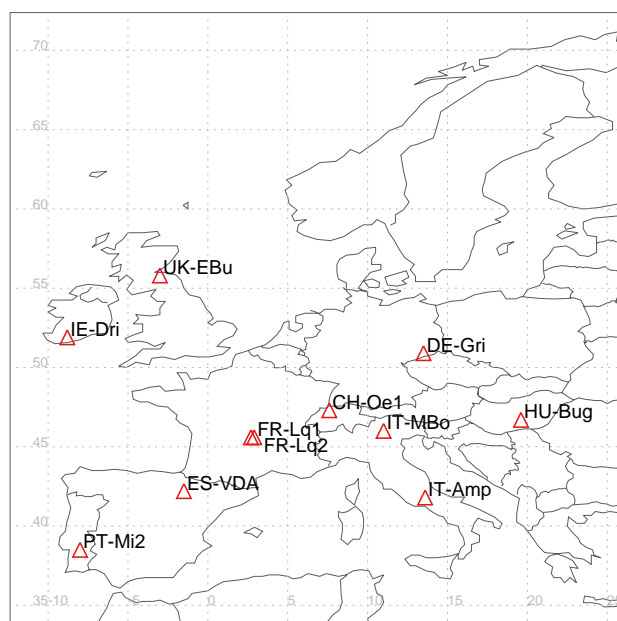 70
65
60
UK-EBu
55
IE-Dri
DE-Gri
50
CH-Oe1
HU-Bug
FR-Lq1
IT-MBo
FR-Lq2
45
ES-VDA
IT-Amp
40
PT-Mi2
35 -10 -5 0 5 10 15 20 25